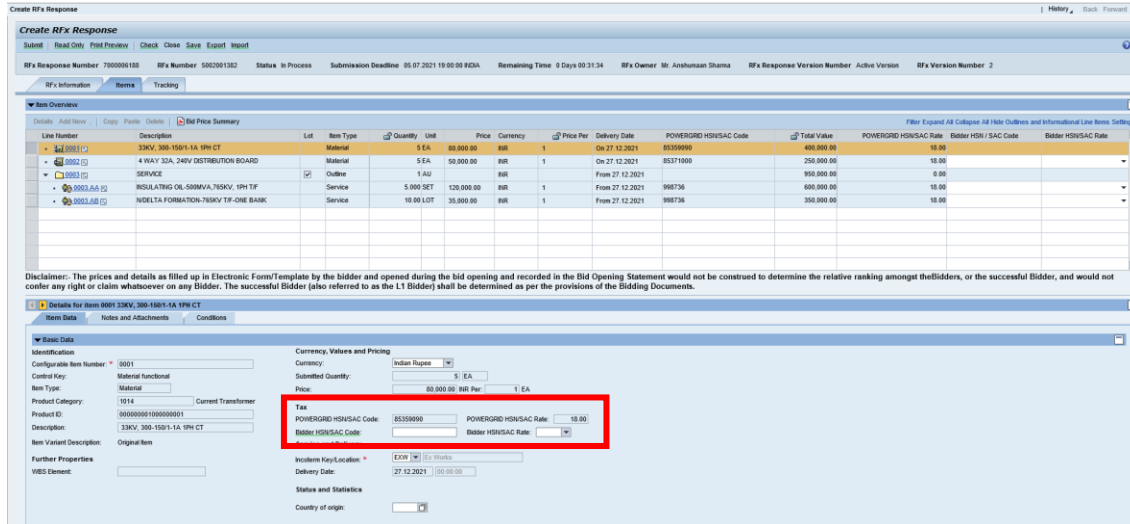 Create RFx Response
History Back Forward
Create RFx Response
Submit Read Only Print Preview Check Close Save Export Import
RFx Response Number 7000006188 RFx Number 5002001382 Status In Process Submission Deadline 05.07.2021 19:00:00 INDIA Remaining Time 0 Days 00:31:34 RFx Owner Mr. Anshunaan Sharma RFx Response Version Number Active Version RFx Version Number 2
RFx Information Items Tracking
Item Overview
Details Add New Copy Paste Delete Bid Price Summary Filter Expand All Collapse All Hide Outlines and Informational Line Items Setting
Line Number Description Lot Item Type Quantity Unit Price Currency Price Per Delivery Date POWERGRID HSN/SAC Code Total Value POWERGRID HSN/SAC Rate Bidder HSN / SAC Code Bidder HSN/SAC Rate
0001 33KV, 300-150/1-1A 1PH CT Material 5 EA 80,000.00 INR 1 On 27.12.2021 85359090 400,000.00 18.00
0002 4 WAY 32A, 240V DISTRIBUTION BOARD Material 5 EA 50,000.00 INR 1 On 27.12.2021 85371000 250,000.00 18.00
0003 SERVICE Outline 1 AU INR From 27.12.2021 950,000.00 0.00
0003.AA INSULATING OIL-500MVA,765KV, 1PH T/F Service 5.000 SET 120,000.00 INR 1 From 27.12.2021 998736 600,000.00 18.00
0003.AB N/DELTA FORMATION-765KV T/F-ONE BANK Service 10.00 LOT 35,000.00 INR 1 From 27.12.2021 998736 350,000.00 18.00
Disclaimer:- The prices and details as filled up in Electronic Form/Template by the bidder and opened during the bid opening and recorded in the Bid Opening Statement would not be construed to determine the relative ranking amongst theBidders, or the successful Bidder, and would not
confer any right or claim whatsoever on any Bidder. The successful Bidder (also referred to as the L1 Bidder) shall be determined as per the provisions of the Bidding Documents.
Details for item 0001 33KV, 300-150/1-1A 1PH CT
Item Data Notes and Attachments Conditions
Basic Data
Identification Currency, Values and Pricing
Configurable Item Number: * 0001 Currency: Indian Rupee
Control Key: Material functional Submitted Quantity: 5 EA
Item Type: Material Price: 80,000.00 INR Per: 1 EA
Product Category: 1014 Current Transformer Tax
Product ID: 000000001000000001 POWERGRID HSN/SAC Code: 85359090 POWERGRID HSN/SAC Rate: 18.00
Description: 33KV, 300-150/1-1A 1PH CT Bidder HSN/SAC Code: Bidder HSN/SAC Rate:
Item Variant Description: Original Item
Further Properties Incoterm Key/Location: * EXW Ex Works
WBS Element: Delivery Date: 27.12.2021 00:00:00
Status and Statistics
Country of origin: